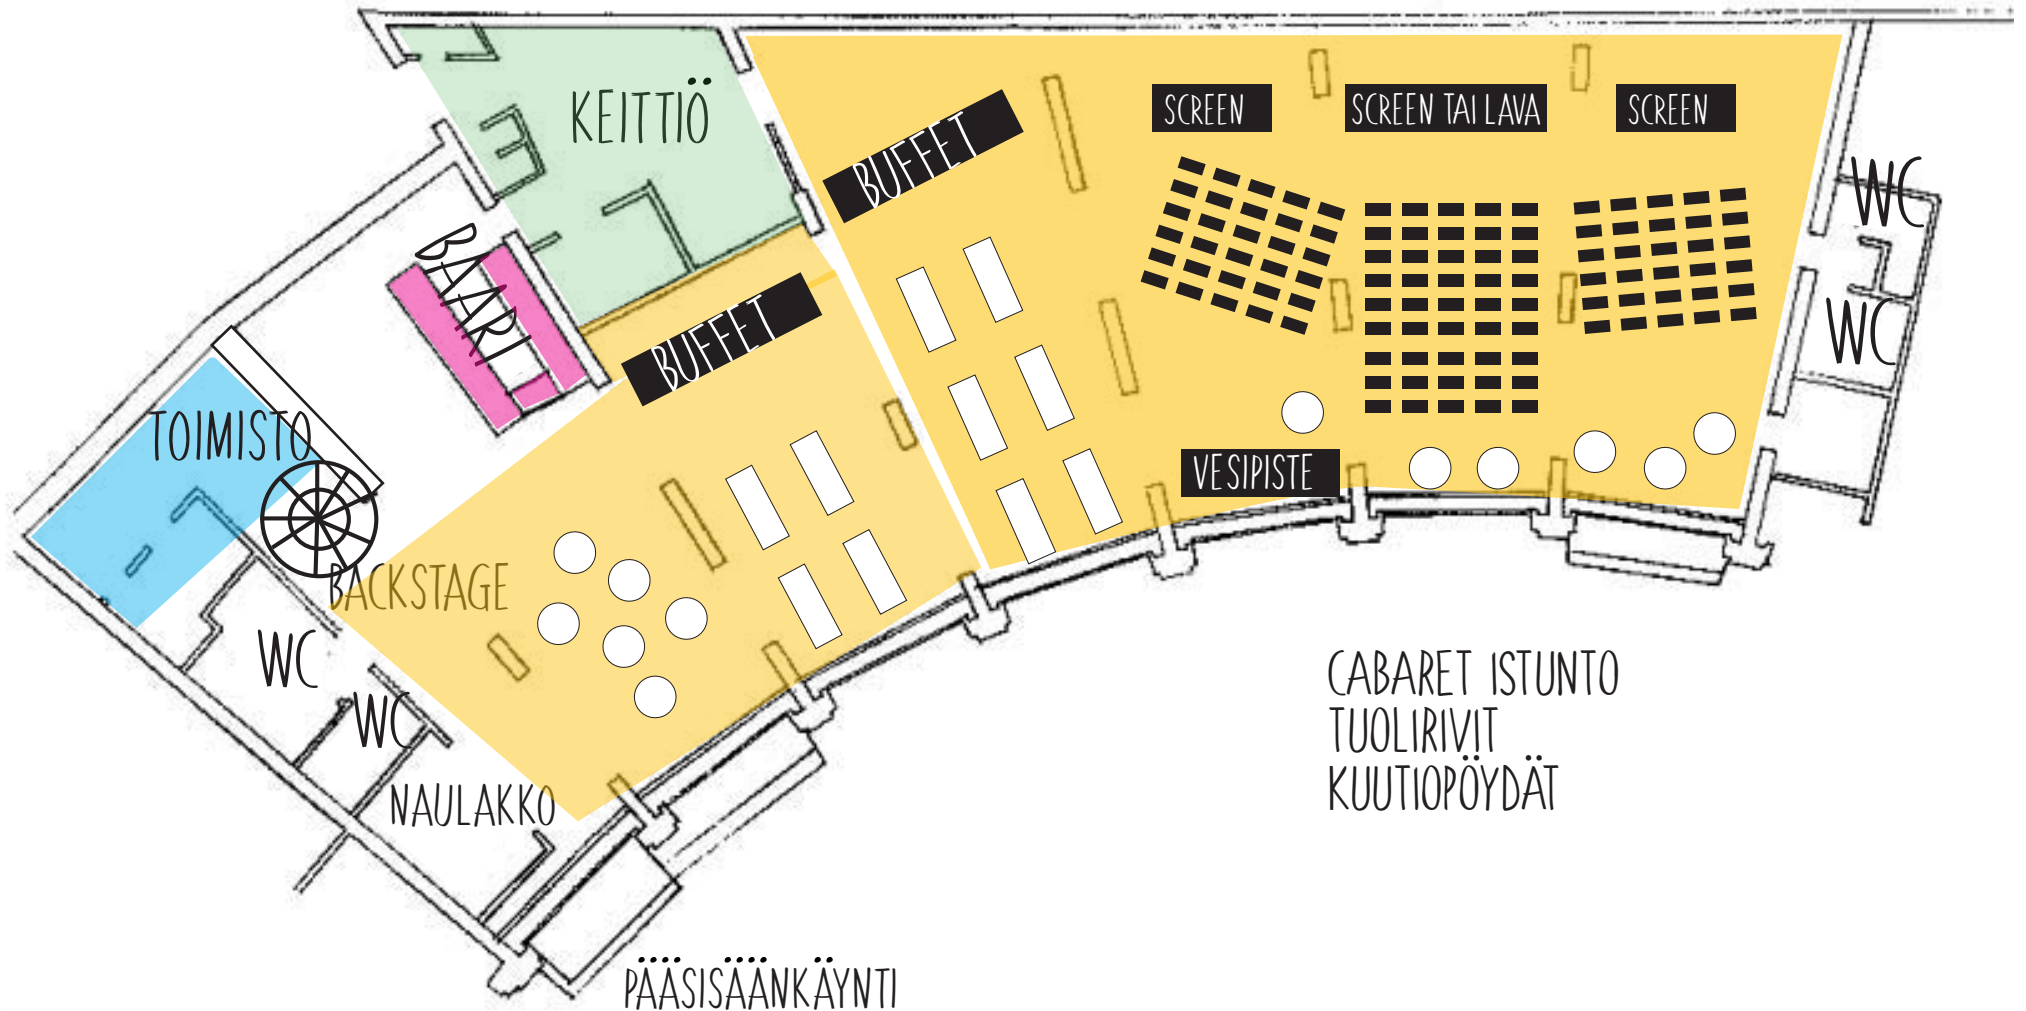 KEITTIÖ
SCREEN
SCREEN TAI LAVA
SCREEN
BUFFET
WC
BAARI
WC
BUFFET
TOIMISTO
VESIPISTE
BACKSTAGE
WC
WC
NAULAKKO
CABARET ISTUNTO
TUOLIRIVIT
KUUTIOPÖYDÄT
PÄÄSISÄÄNKÄYNTI